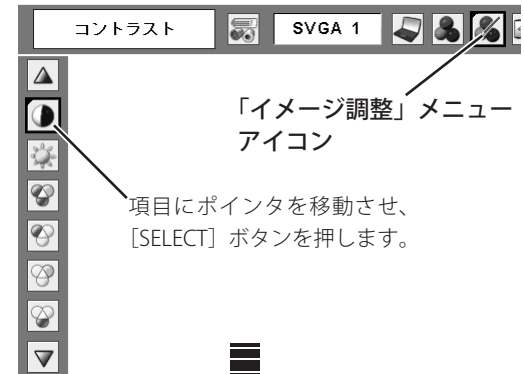 コントラスト
SVGA 1
「イメージ調整」メニュー
アイコン
項目にポインタを移動させ、
［SELECT］ボタンを押します。